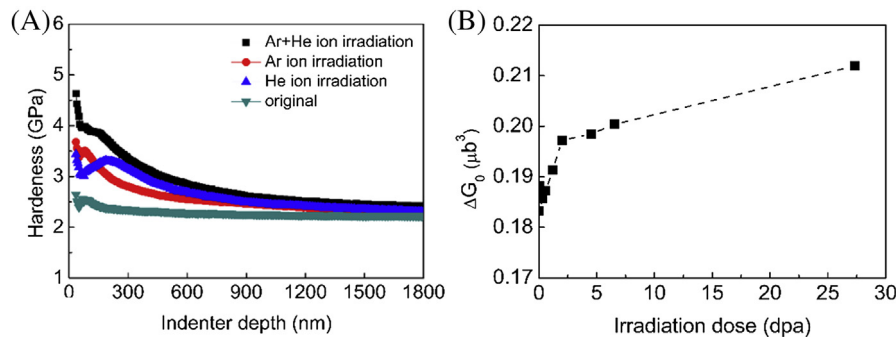 (A)
Hardeness (GPa)
6
5
4
3
2
1
Ar+He ion irradiation
Ar ion irradiation
He ion irradiation
original
0 300 600 900 1200 1500 1800
Indenter depth (nm)
(B)
ΔG₀ (μb³)
0.22
0.21
0.20
0.19
0.18
0.17
0 5 10 15 20 25 30
Irradiation dose (dpa)